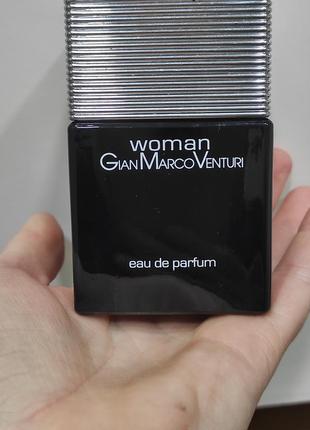 woman
GIANMARCOVENTURI
eau de parfum